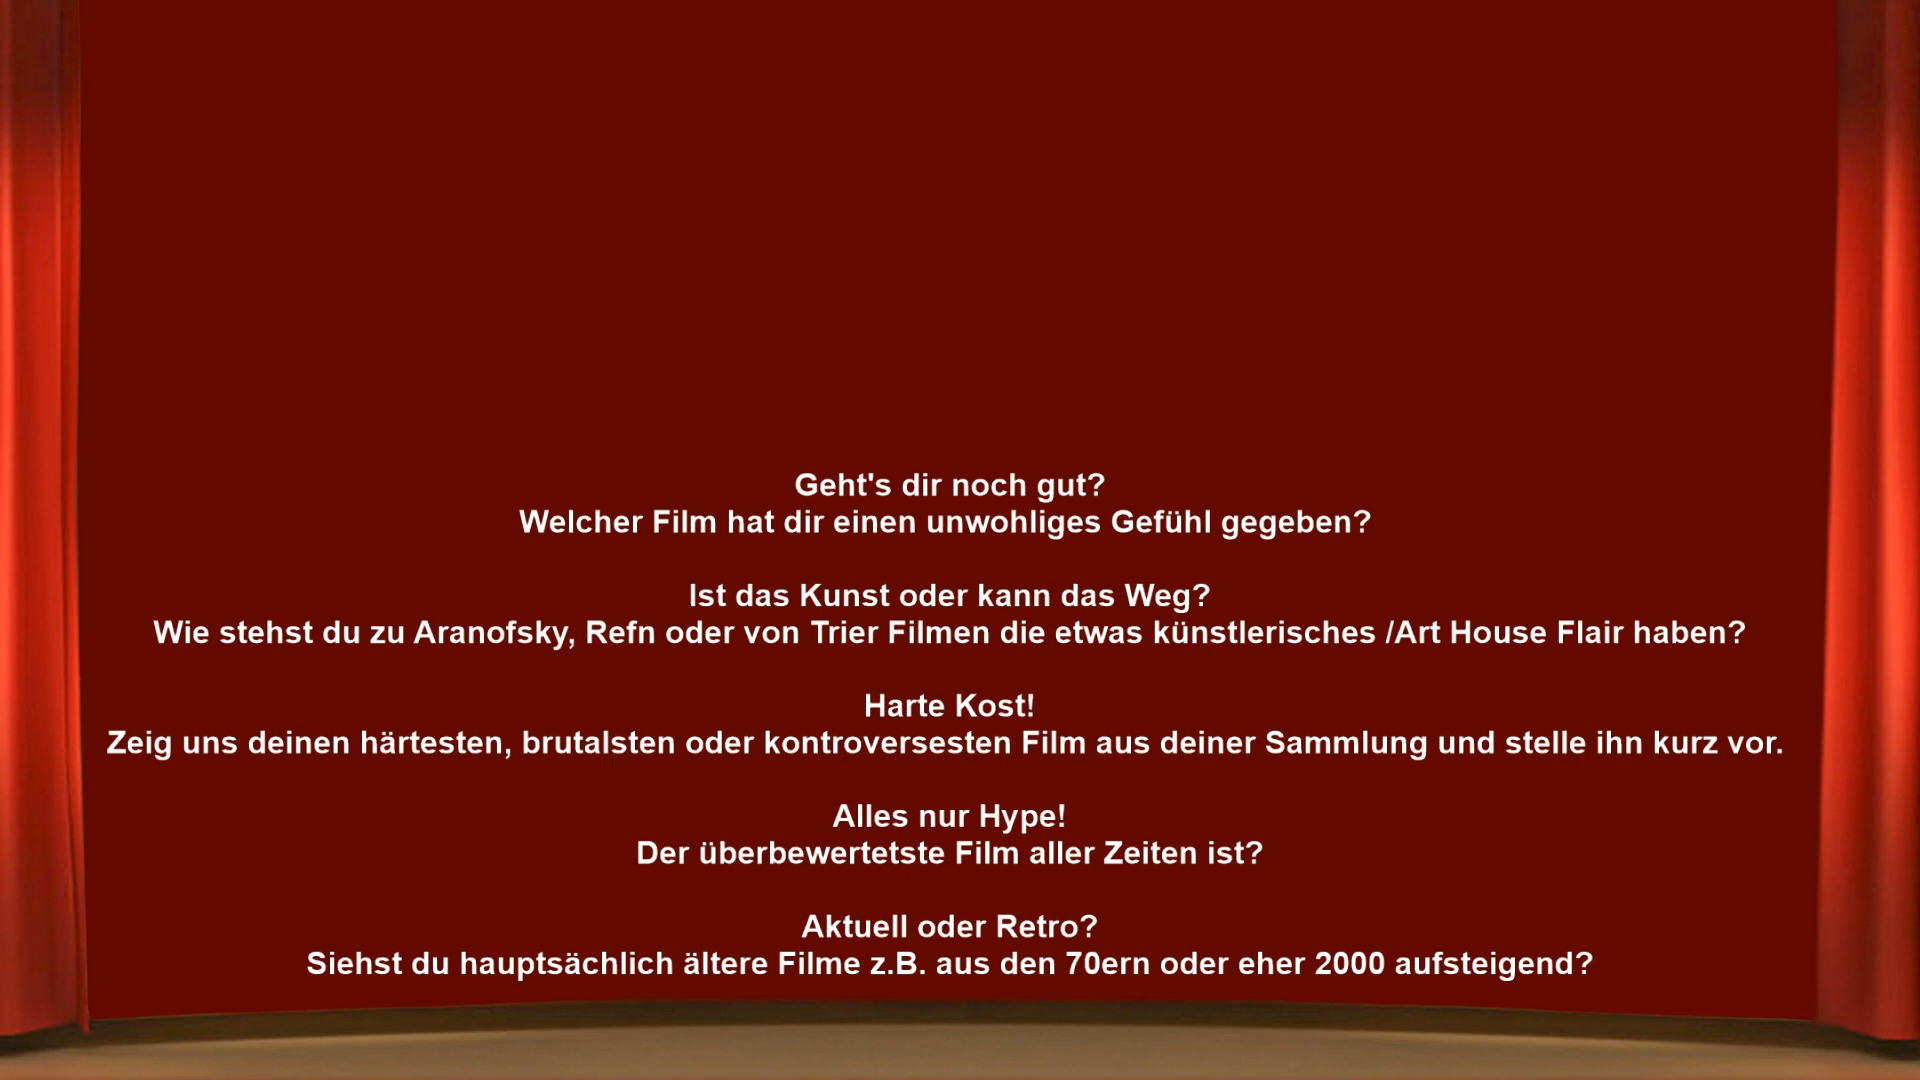 Geht's dir noch gut?
Welcher Film hat dir einen unwohliges Gefühl gegeben?
Ist das Kunst oder kann das Weg?
Wie stehst du zu Aranofsky, Refn oder von Trier Filmen die etwas künstlerisches /Art House Flair haben?
Harte Kost!
Zeig uns deinen härtesten, brutalsten oder kontroversesten Film aus deiner Sammlung und stelle ihn kurz vor.
Alles nur Hype!
Der überbewertetste Film aller Zeiten ist?
Aktuell oder Retro?
Siehst du hauptsächlich ältere Filme z.B. aus den 70ern oder eher 2000 aufsteigend?